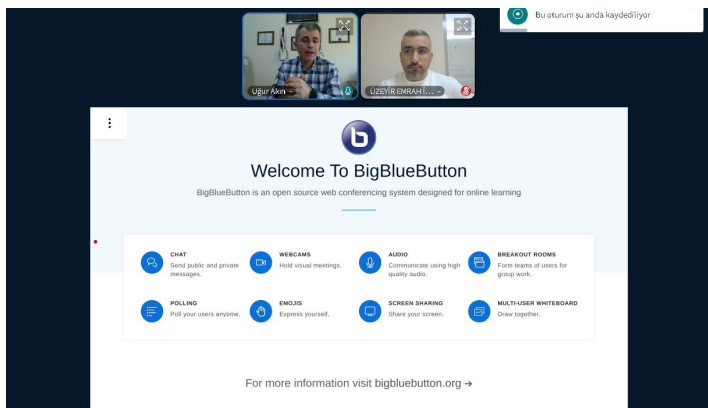 Bu oturum şu anda kaydediliyor
Uğur Akın
ÜZEYİR EMRAH İ...
Welcome To BigBlueButton
BigBlueButton is an open source web conferencing system designed for online learning
CHAT
Send public and private
messages.
WEBCAMS
Hold visual meetings.
AUDIO
Communicate using high
quality audio.
BREAKOUT ROOMS
Form teams of users for
group work.
POLLING
Poll your users anytime.
EMOJIS
Express yourself.
SCREEN SHARING
Share your screen.
MULTI-USER WHITEBOARD
Draw together.
For more information visit bigbluebutton.org →